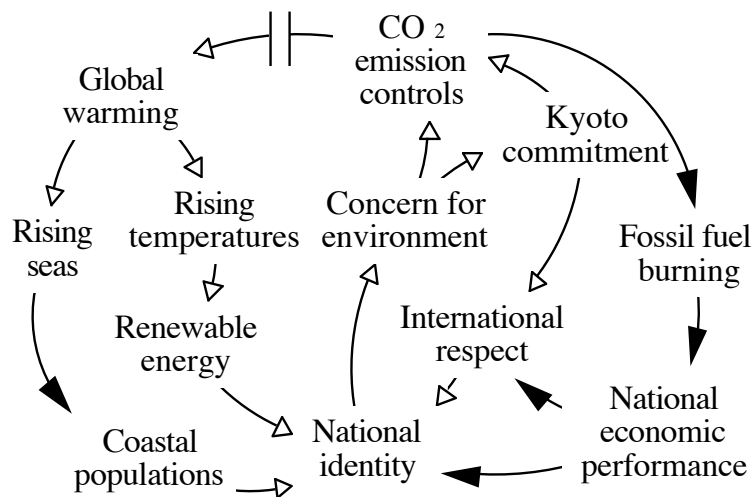 CO 2
emission
controls
Global
warming
Kyoto
commitment
Rising
seas
Rising
temperatures
Concern for
environment
Fossil fuel
burning
Renewable
energy
International
respect
National
economic
performance
Coastal
populations
National
identity